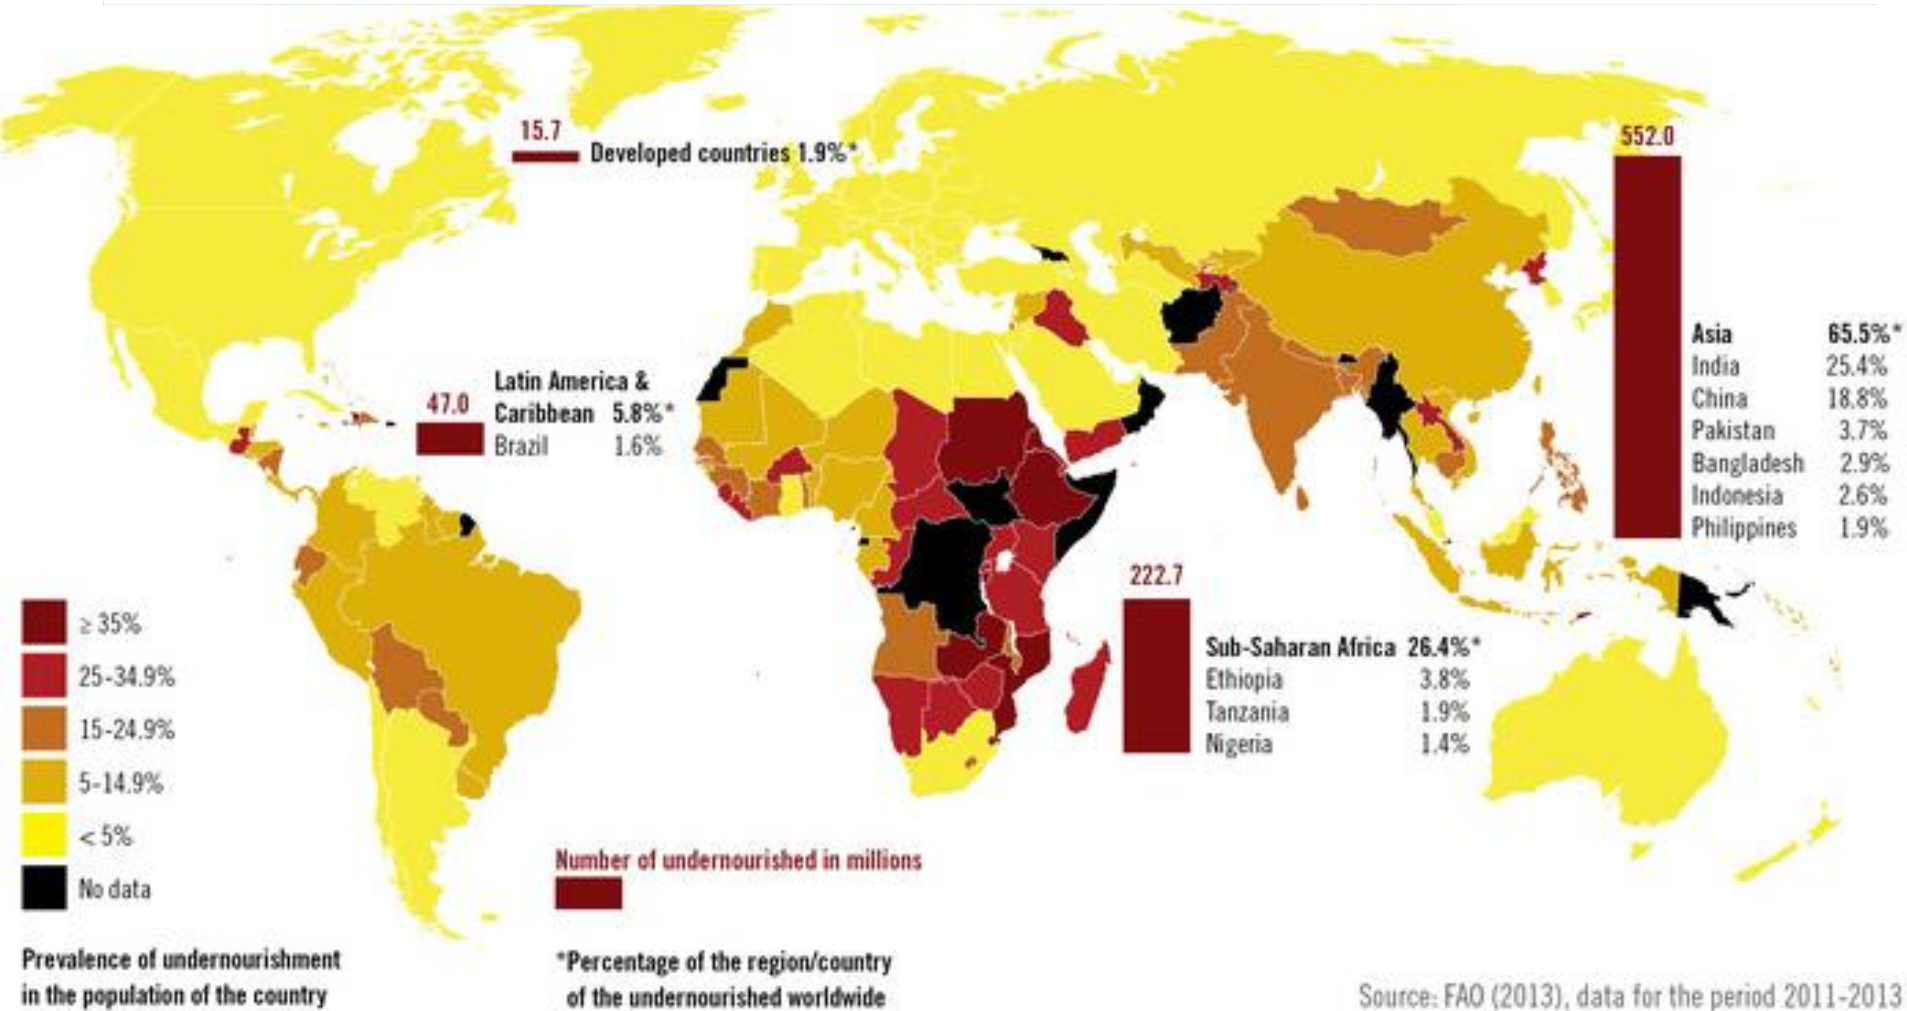 15.7
Developed countries 1.9%*
552.0
Asia 65.5%*
India 25.4%
China 18.8%
Pakistan 3.7%
Bangladesh 2.9%
Indonesia 2.6%
Philippines 1.9%
47.0
Latin America &
Caribbean 5.8%*
Brazil 1.6%
222.7
Sub-Saharan Africa 26.4%*
Ethiopia 3.8%
Tanzania 1.9%
Nigeria 1.4%
≥ 35%
25-34.9%
15-24.9%
5-14.9%
< 5%
No data
Prevalence of undernourishment
in the population of the country
Number of undernourished in millions
*Percentage of the region/country
of the undernourished worldwide
Source: FAO (2013), data for the period 2011-2013